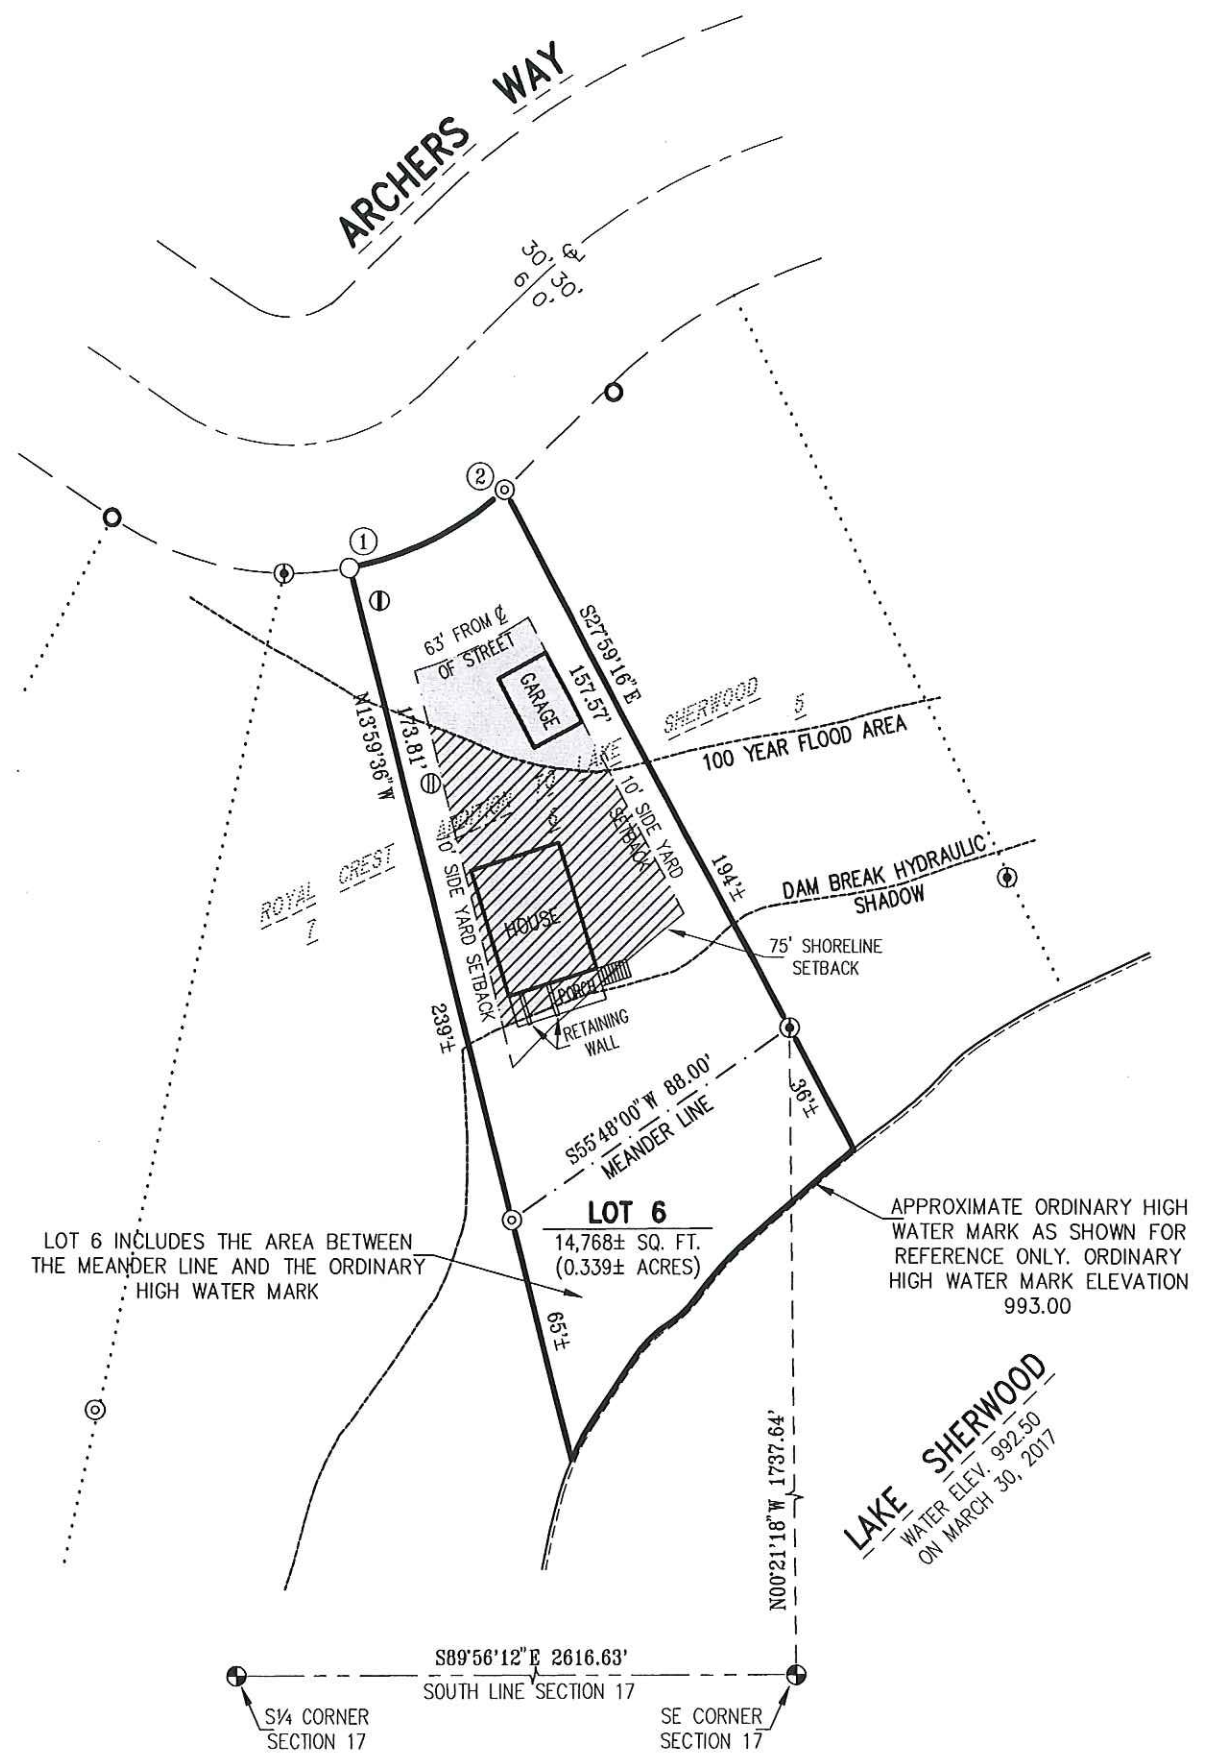 ARCHERS WAY
30' ℄
6 30'
0'
2
1
63' FROM ℄
OF STREET
GARAGE
S27°59'16"E
157.57'
N13°59'36"W
173.81'
SHERWOOD
5
100 YEAR FLOOD AREA
ROYAL CREST ADDITION TO LAKE
7
10' SIDE YARD
SETBACK
10' SIDE YARD SETBACK
194'±
DAM BREAK HYDRAULIC
SHADOW
HOUSE
75' SHORELINE
SETBACK
PORCH
239'±
RETAINING
WALL
S55°48'00"W 88.00'
MEANDER LINE
36'±
LOT 6
14,768± SQ. FT.
(0.339± ACRES)
LOT 6 INCLUDES THE AREA BETWEEN
THE MEANDER LINE AND THE ORDINARY
HIGH WATER MARK
APPROXIMATE ORDINARY HIGH
WATER MARK AS SHOWN FOR
REFERENCE ONLY. ORDINARY
HIGH WATER MARK ELEVATION
993.00
65'±
LAKE SHERWOOD
WATER ELEV. 992.50
ON MARCH 30, 2017
N00°21'18"W 1737.64'
S89°56'12"E 2616.63'
SOUTH LINE SECTION 17
S¼ CORNER
SECTION 17
SE CORNER
SECTION 17